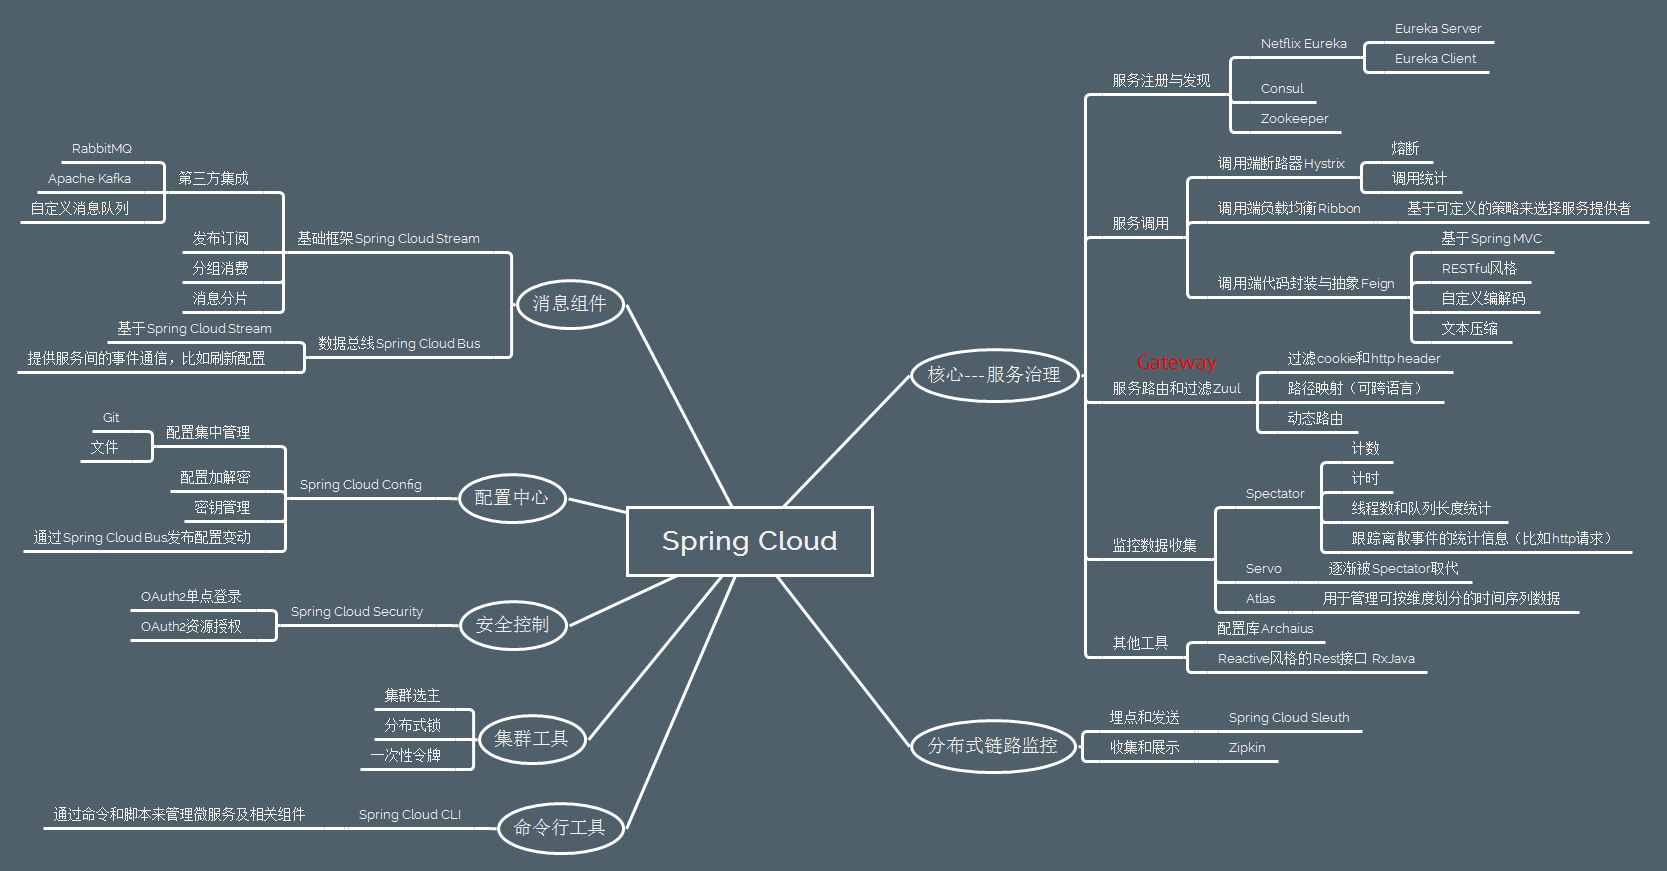 Spring Cloud
核心---服务治理
服务注册与发现
Netflix Eureka
Eureka Server
Eureka Client
Consul
Zookeeper
服务调用
调用端断路器Hystrix
熔断
调用统计
调用端负载均衡Ribbon
基于可定义的策略来选择服务提供者
调用端代码封装与抽象Feign
基于Spring MVC
RESTful风格
自定义编解码
文本压缩
Gateway
服务路由和过滤Zuul
过滤cookie和http header
路径映射（可跨语言）
动态路由
监控数据收集
Spectator
计数
计时
线程数和队列长度统计
跟踪离散事件的统计信息（比如http请求）
Servo
逐渐被Spectator取代
Atlas
用于管理可按维度划分的时间序列数据
其他工具
配置库Archaius
Reactive风格的Rest接口 RxJava
分布式链路监控
埋点和发送
Spring Cloud Sleuth
收集和展示
Zipkin
消息组件
基础框架Spring Cloud Stream
第三方集成
RabbitMQ
Apache Kafka
自定义消息队列
发布订阅
分组消费
消息分片
数据总线Spring Cloud Bus
基于Spring Cloud Stream
提供服务间的事件通信，比如刷新配置
配置中心
Spring Cloud Config
配置集中管理
Git
文件
配置加解密
密钥管理
通过Spring Cloud Bus发布配置变动
安全控制
Spring Cloud Security
OAuth2单点登录
OAuth2资源授权
集群工具
集群选主
分布式锁
一次性令牌
命令行工具
Spring Cloud CLI
通过命令和脚本来管理微服务及相关组件